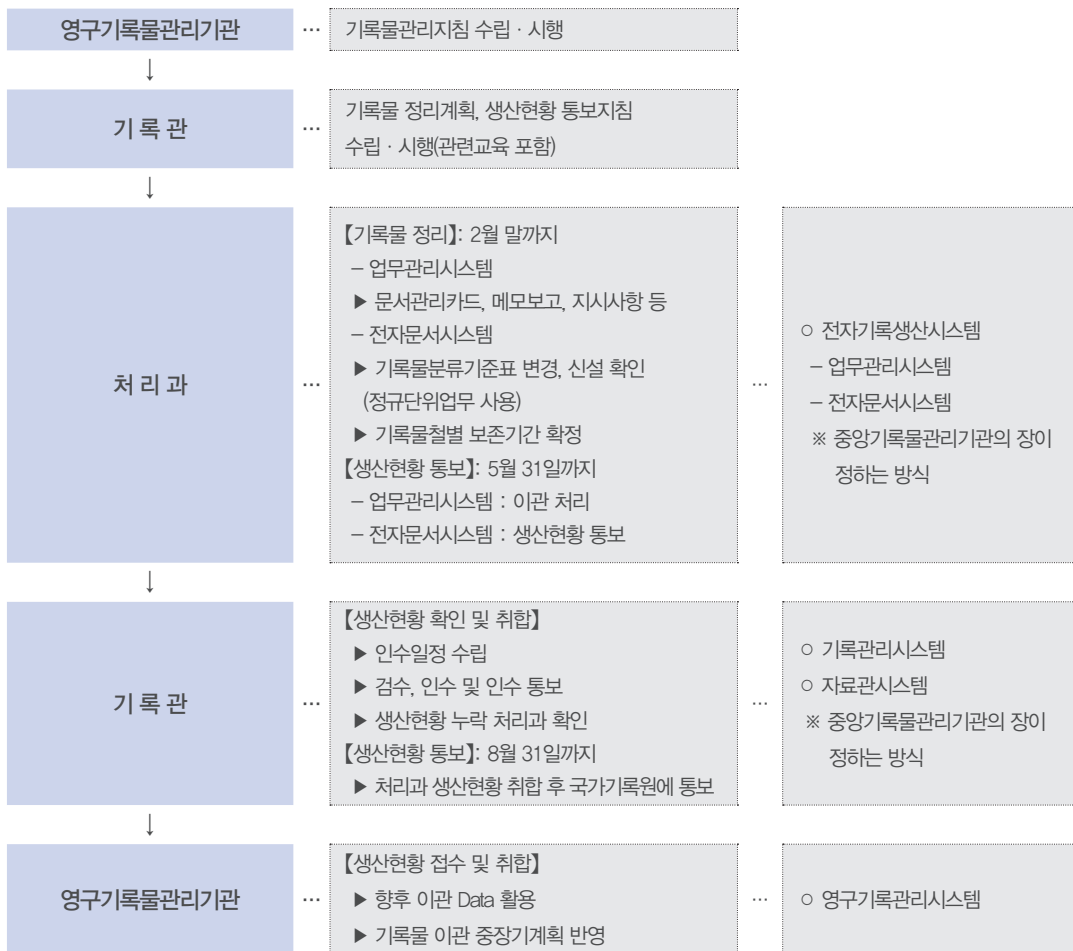 영구기록물관리기관 … 기록물관리지침 수립 · 시행
↓
기 록 관 … 기록물 정리계획, 생산현황 통보지침
수립 · 시행(관련교육 포함)
↓
처 리 과 …
【기록물 정리】: 2월 말까지
– 업무관리시스템
▶ 문서관리카드, 메모보고, 지시사항 등
– 전자문서시스템
▶ 기록물분류기준표 변경, 신설 확인
(정규단위업무 사용)
▶ 기록물철별 보존기간 확정
【생산현황 통보】: 5월 31일까지
– 업무관리시스템 : 이관 처리
– 전자문서시스템 : 생산현황 통보
…
○ 전자기록생산시스템
– 업무관리시스템
– 전자문서시스템
※ 중앙기록물관리기관의 장이
정하는 방식
↓
기 록 관 …
【생산현황 확인 및 취합】
▶ 인수일정 수립
▶ 검수, 인수 및 인수 통보
▶ 생산현황 누락 처리과 확인
【생산현황 통보】: 8월 31일까지
▶ 처리과 생산현황 취합 후 국가기록원에 통보
…
○ 기록관리시스템
○ 자료관시스템
※ 중앙기록물관리기관의 장이
정하는 방식
↓
영구기록물관리기관 …
【생산현황 접수 및 취합】
▶ 향후 이관 Data 활용
▶ 기록물 이관 중장기계획 반영
…
○ 영구기록관리시스템